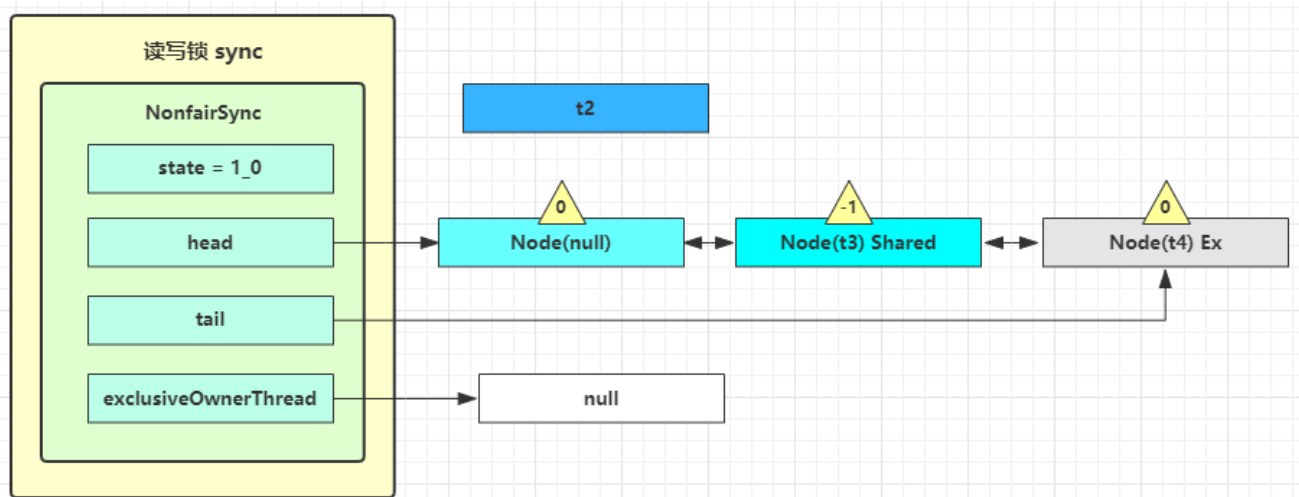 读写锁 sync
NonfairSync
state = 1_0
head
tail
exclusiveOwnerThread
t2
0
Node(null)
-1
Node(t3) Shared
0
Node(t4) Ex
null